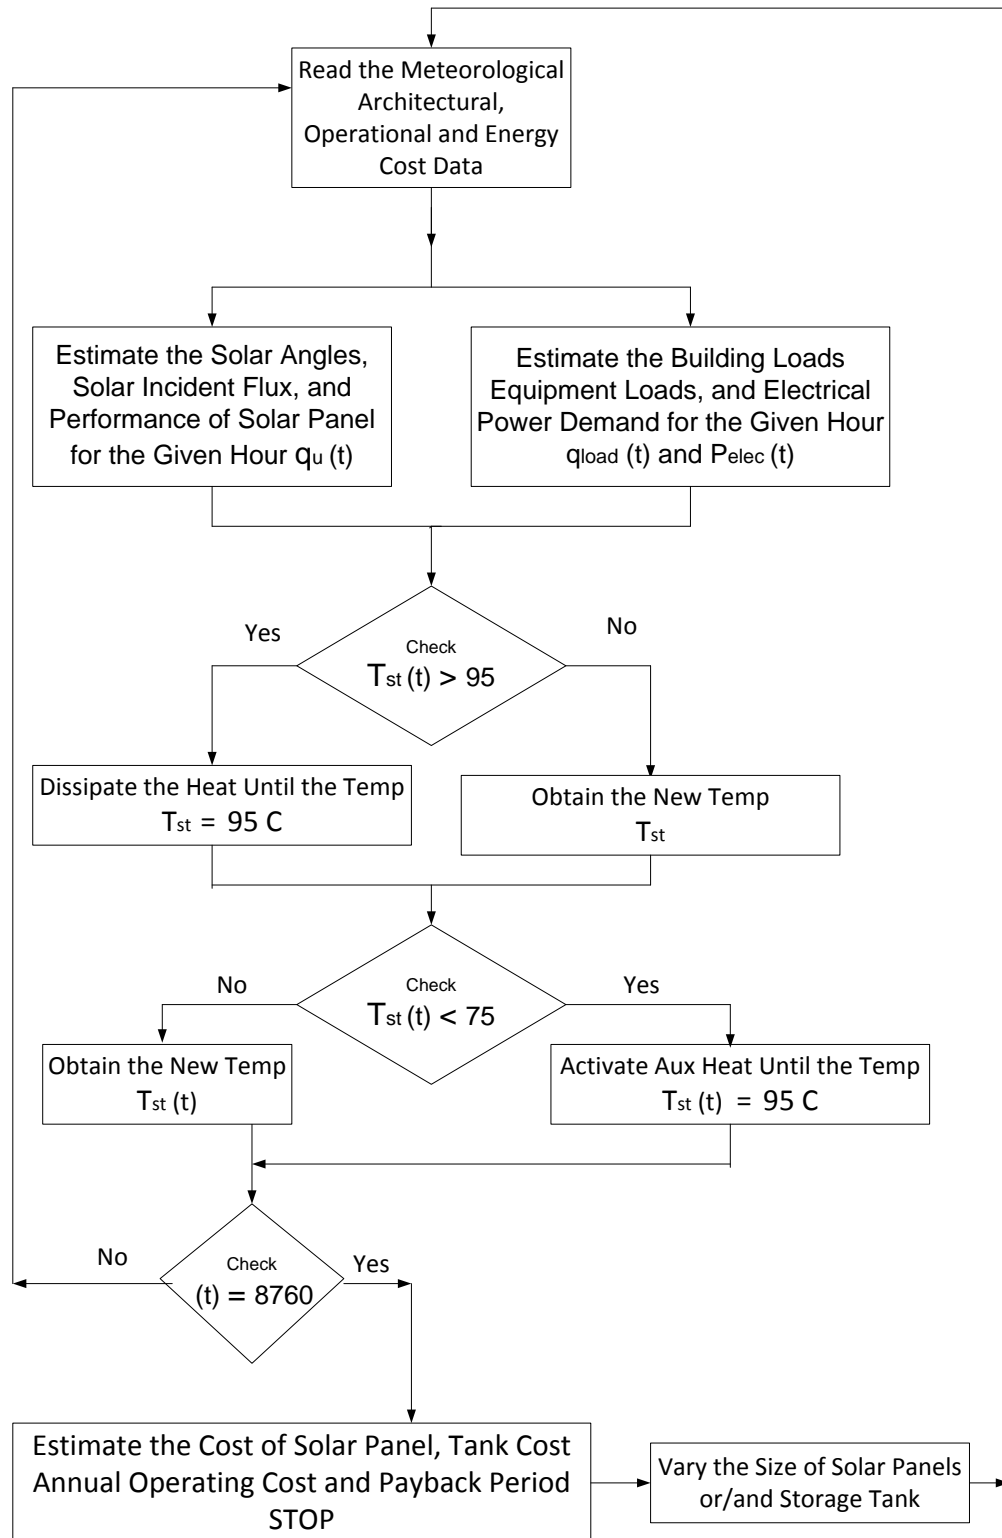 Read the Meteorological
Architectural,
Operational and Energy
Cost Data
Estimate the Solar Angles,
Solar Incident Flux, and
Performance of Solar Panel
for the Given Hour qu (t)
Estimate the Building Loads
Equipment Loads, and Electrical
Power Demand for the Given Hour
qload (t) and Pelec (t)
Yes
No
Check
Tst (t) > 95
Dissipate the Heat Until the Temp
Tst = 95 C
Obtain the New Temp
Tst
No
Yes
Check
Tst (t) < 75
Obtain the New Temp
Tst (t)
Activate Aux Heat Until the Temp
Tst (t) = 95 C
No
Yes
Check
(t) = 8760
Estimate the Cost of Solar Panel, Tank Cost
Annual Operating Cost and Payback Period
STOP
Vary the Size of Solar Panels
or/and Storage Tank